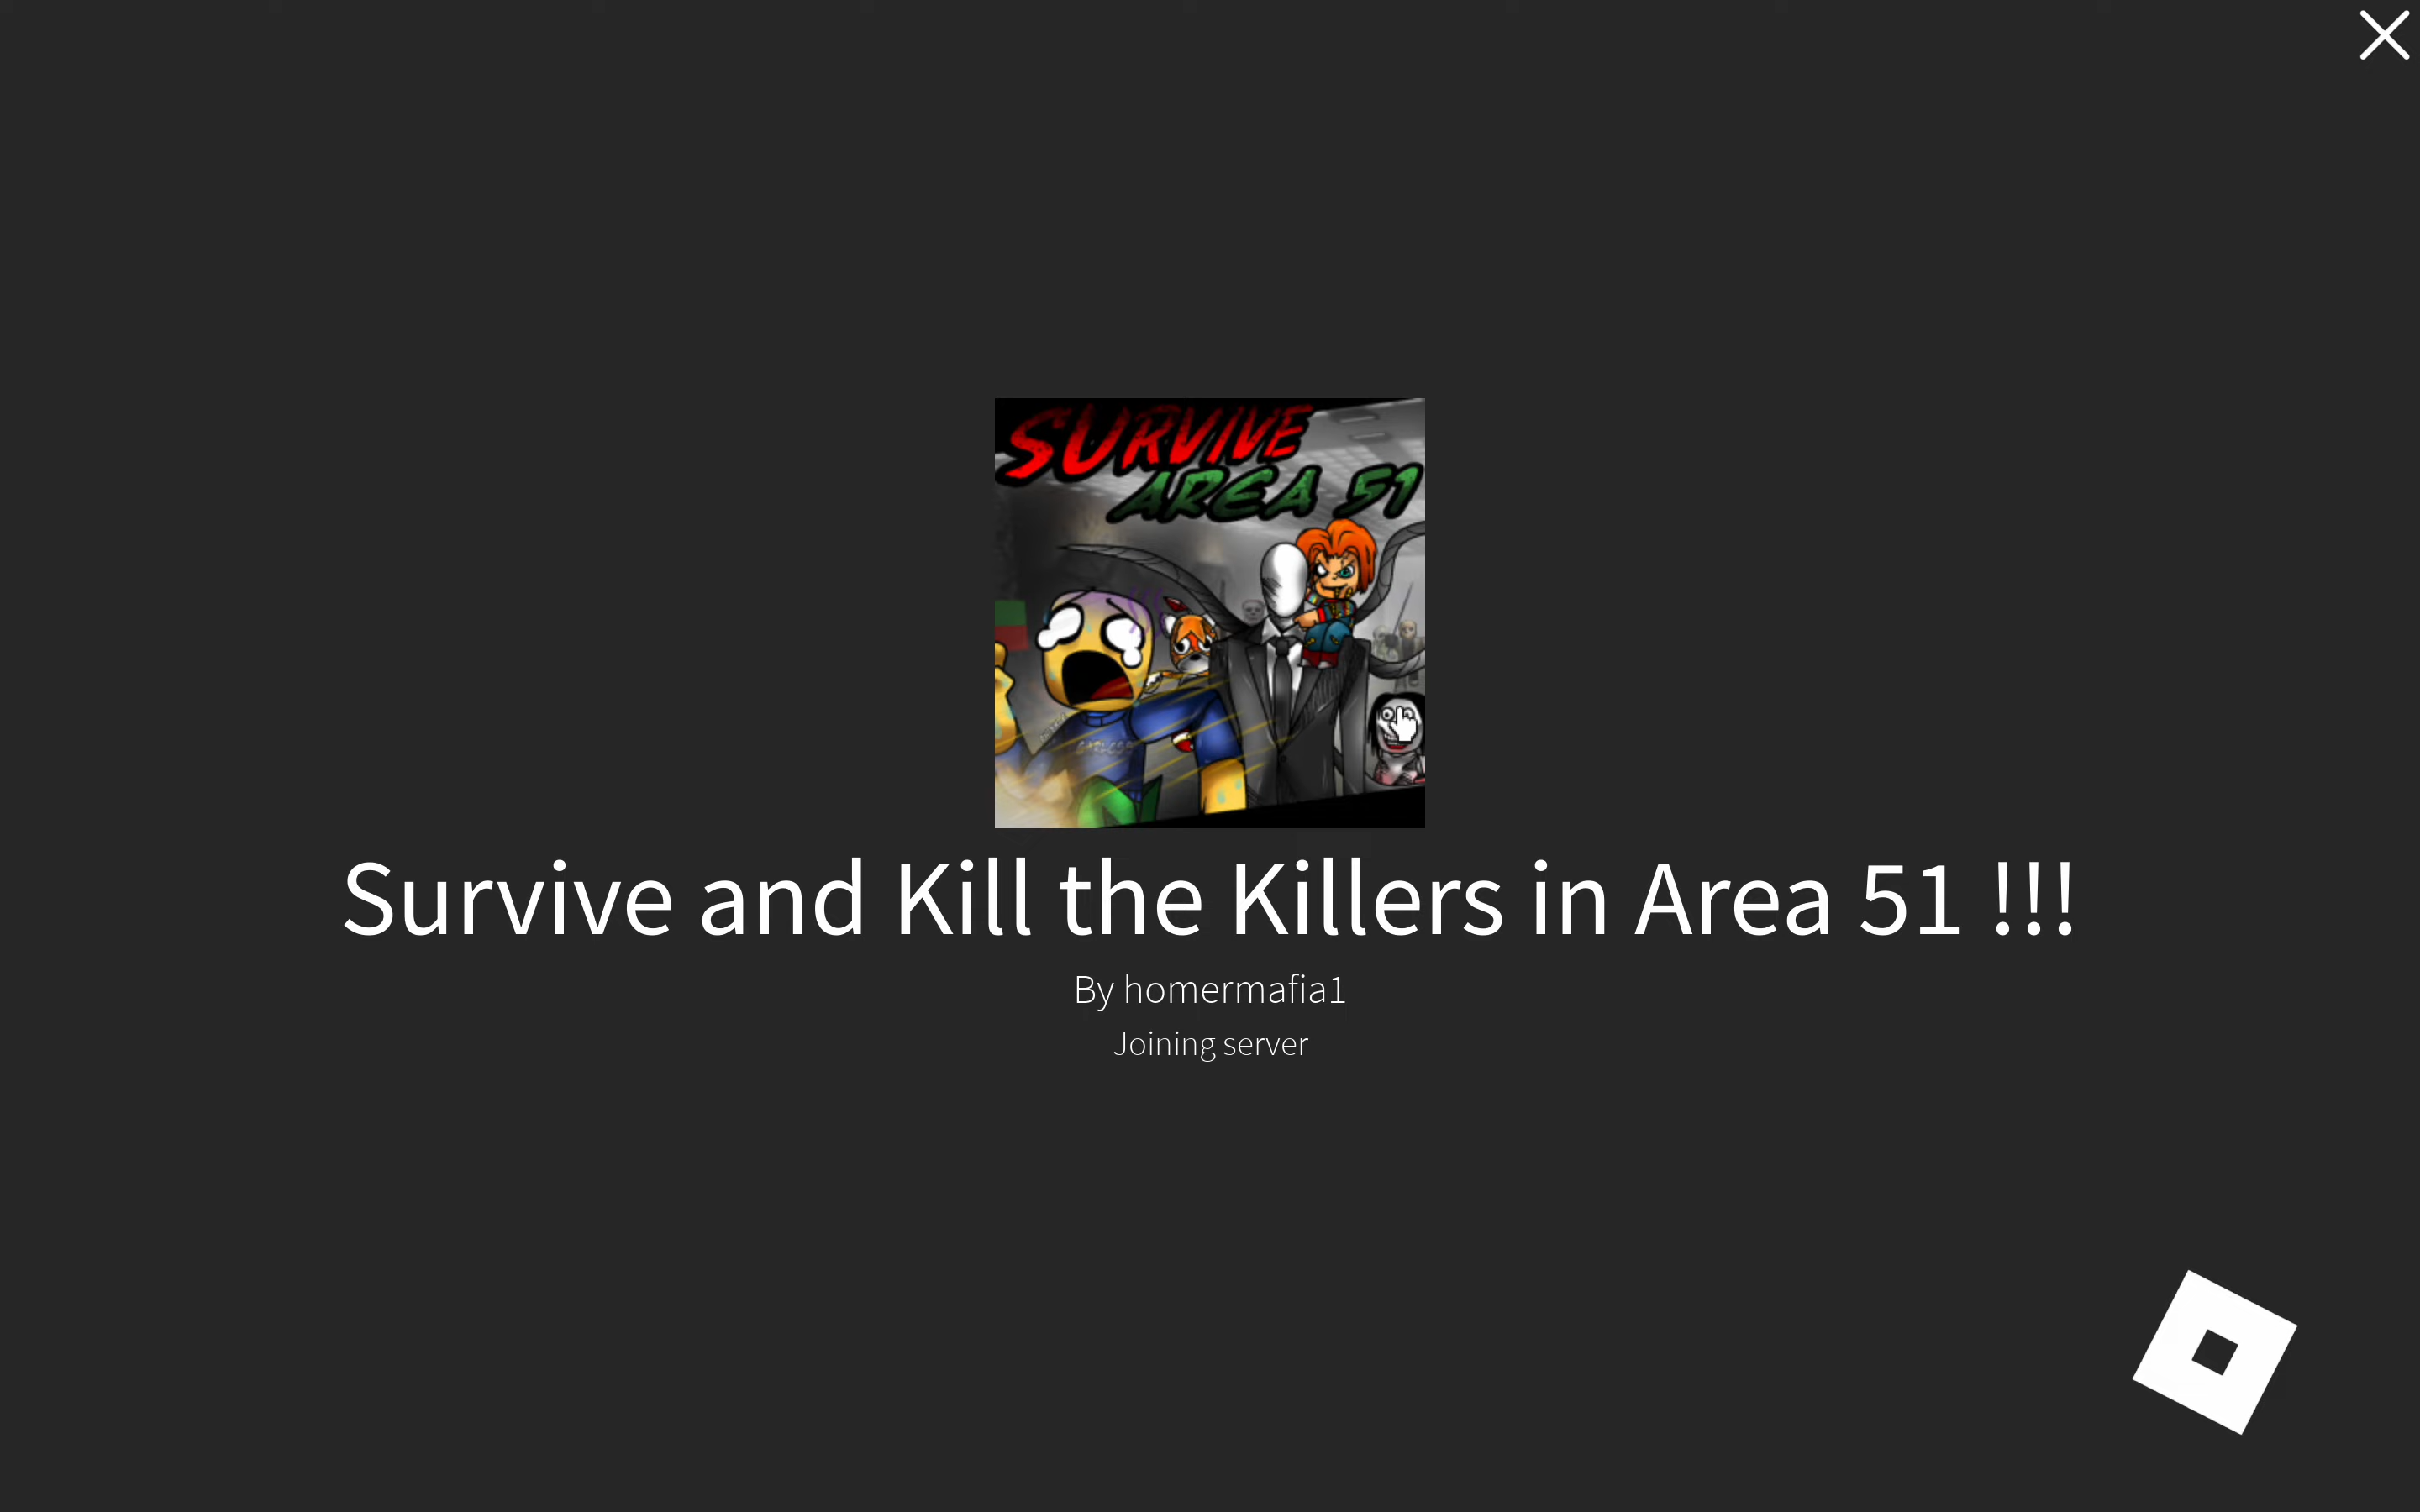 SURVIVE
AREA 51
Survive and Kill the Killers in Area 51 !!!
By homermafia1
Joining server